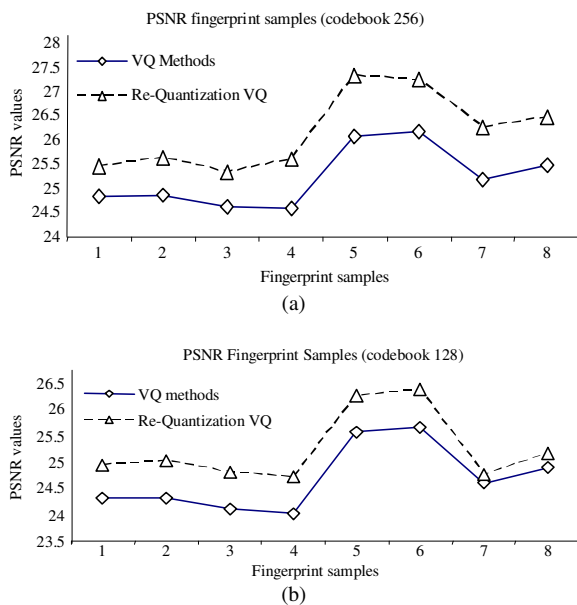 PSNR fingerprint samples (codebook 256)
28
27.5
27
26.5
26
25.5
25
24.5
24
PSNR values
VQ Methods
Re-Quantization VQ
1 2 3 4 5 6 7 8
Fingerprint samples
(a)
PSNR Fingerprint Samples (codebook 128)
26.5
26
25.5
25
24.5
24
23.5
PSNR values
VQ methods
Re-Quantization VQ
1 2 3 4 5 6 7 8
Fingerprint samples
(b)